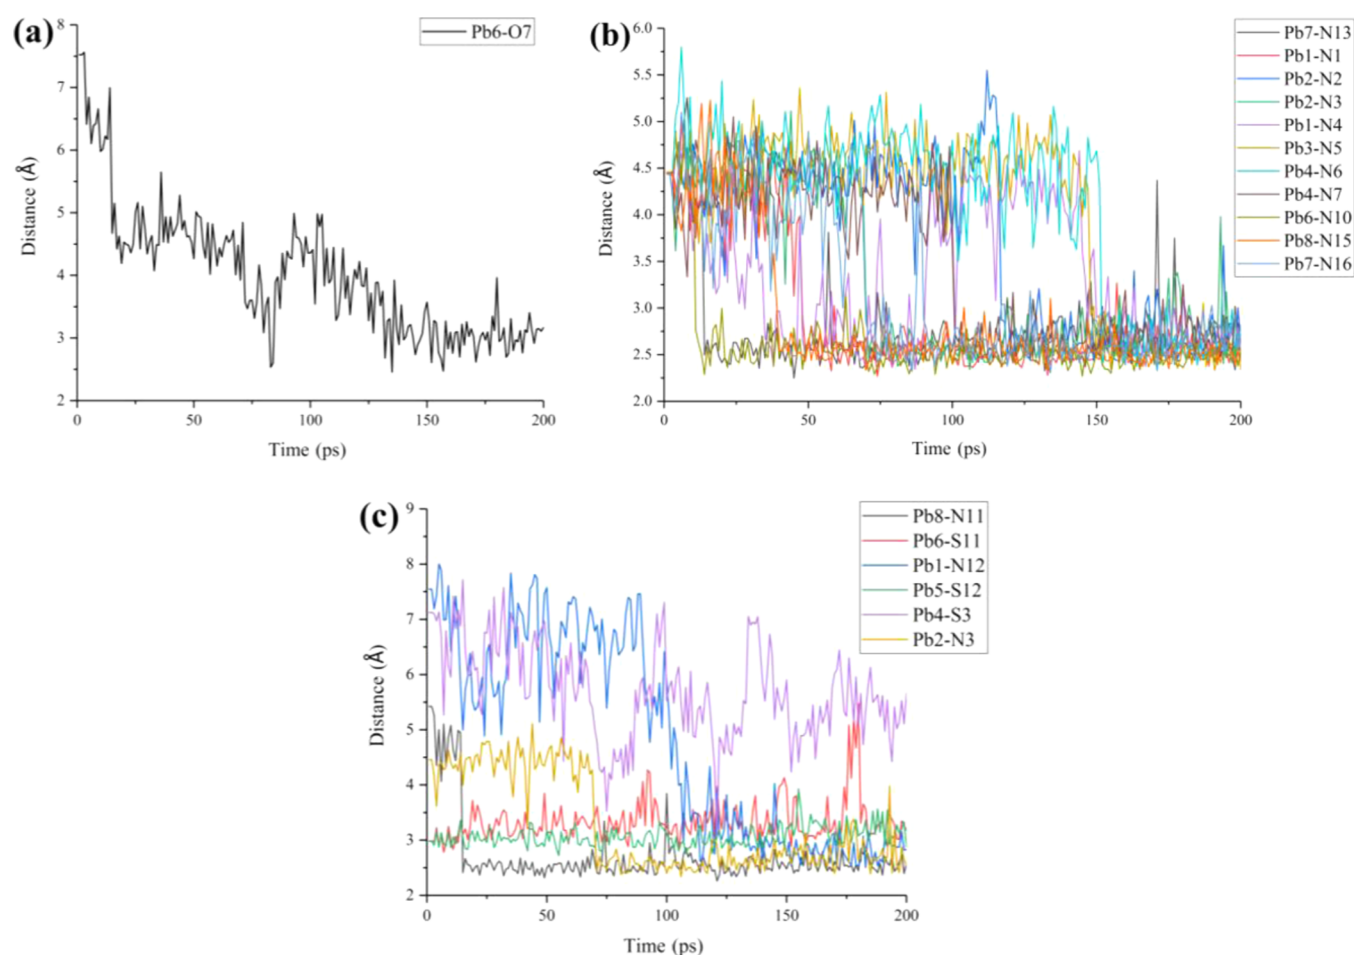 (a)
Pb6-O7
8
7
6
5
4
3
2
Distance (Å)
0
50
100
150
200
Time (ps)
(b)
6.0
5.5
5.0
4.5
4.0
3.5
3.0
2.5
2.0
Distance (Å)
0
50
100
150
200
Time (ps)
Pb7-N13
Pb1-N1
Pb2-N2
Pb2-N3
Pb1-N4
Pb3-N5
Pb4-N6
Pb4-N7
Pb6-N10
Pb8-N15
Pb7-N16
(c)
9
8
7
6
5
4
3
2
Distance (Å)
0
50
100
150
200
Time (ps)
Pb8-N11
Pb6-S11
Pb1-N12
Pb5-S12
Pb4-S3
Pb2-N3